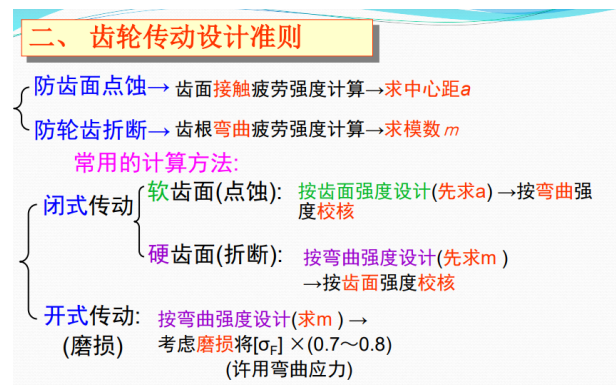 二、 齿轮传动设计准则
防齿面点蚀→ 齿面接触疲劳强度计算→求中心距a
防轮齿折断→ 齿根弯曲疲劳强度计算→求模数m
常用的计算方法:
闭式传动
软齿面(点蚀): 按齿面强度设计(先求a) →按弯曲强
度校核
硬齿面(折断): 按弯曲强度设计(先求m )
→按齿面强度校核
开式传动: 按弯曲强度设计(求m ) →
(磨损) 考虑磨损将[σF] ×(0.7～0.8)
(许用弯曲应力)